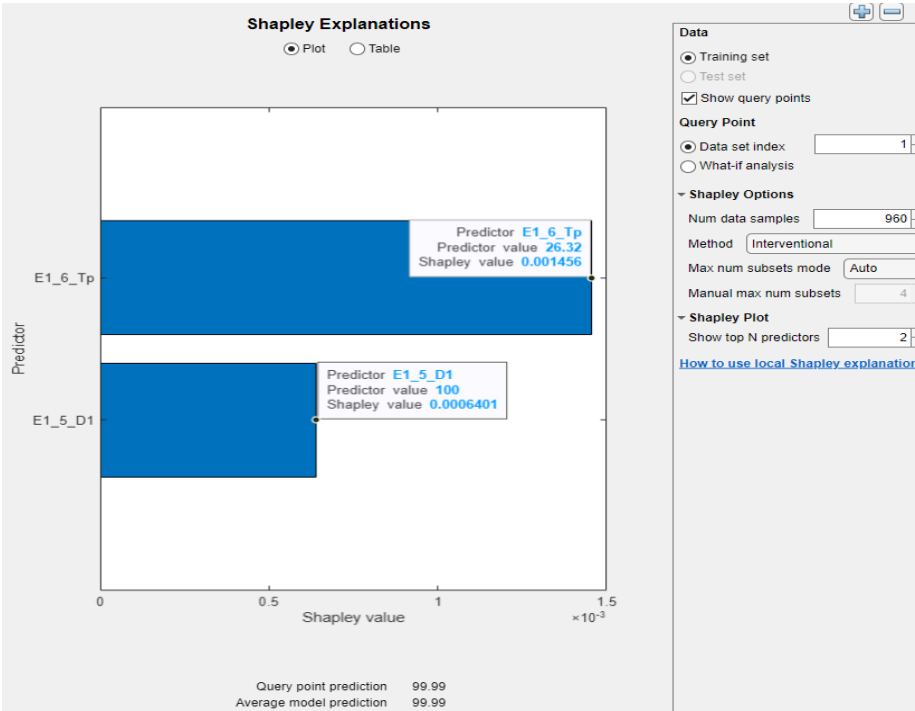 Shapley Explanations
Plot
Table
Predictor E1_6_Tp
Predictor value 26.32
Shapley value 0.001456
E1_6_Tp
Predictor E1_5_D1
Predictor value 100
Shapley value 0.0006401
E1_5_D1
Predictor
0
0.5
1
1.5
×10⁻³
Shapley value
Query point prediction 99.99
Average model prediction 99.99
Data
Training set
Test set
Show query points
Query Point
Data set index 1
What-if analysis
Shapley Options
Num data samples 960
Method Interventional
Max num subsets mode Auto
Manual max num subsets 4
Shapley Plot
Show top N predictors 2
How to use local Shapley explanation